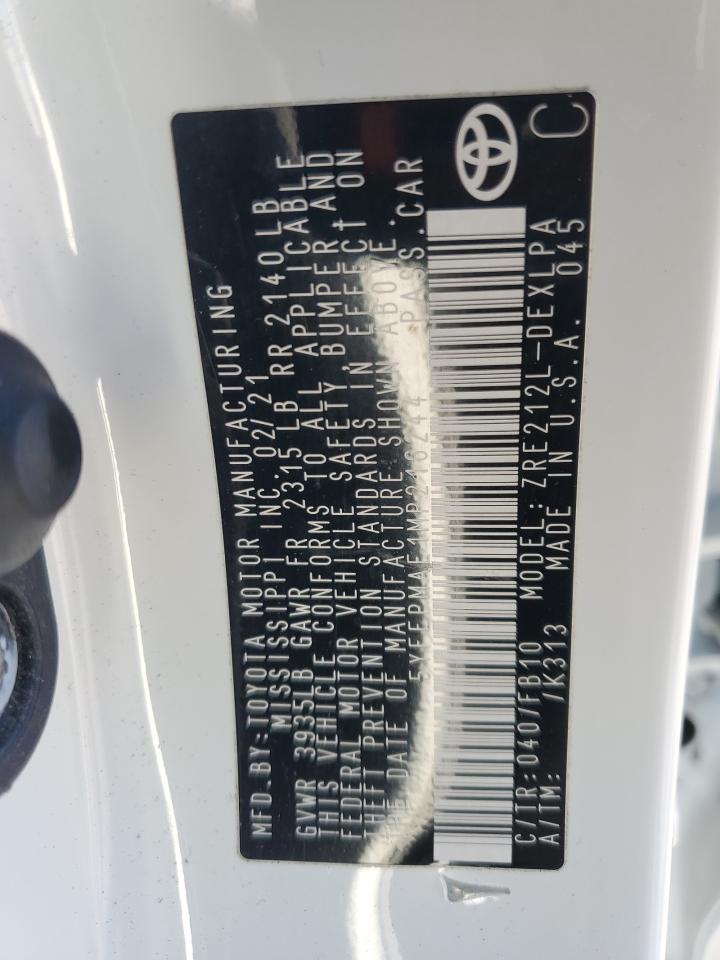 MFD.BY:TOYOTA MOTOR MANUFACTURING
MISSISSIPPI INC.02/21
GVWR 3935LB GAWR FR 2315LB RR 2140LB
THIS VEHICLE CONFORMS TO ALL APPLICABLE
FEDERAL MOTOR VEHICLE SAFETY, BUMPER AND
THEFT PREVENTION STANDARDS IN EFFECT ON
THE DATE OF MANUFACTURE SHOWN ABOVE.
5YFEPMAE1MP216244 PASS.CAR
C/TR:040/FB10 MODEL:ZRE212L-DEXLPA C
A/TM: /K313 MADE IN U.S.A. 045